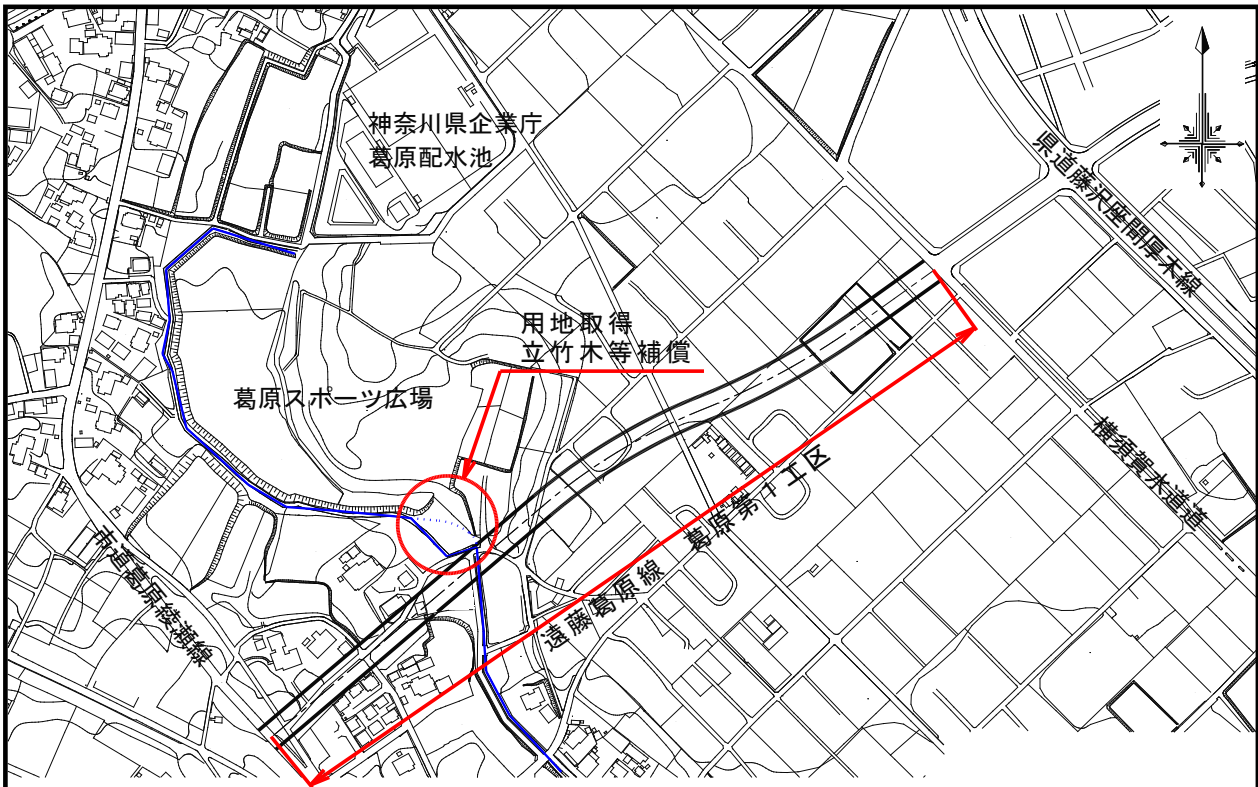 神奈川県企業庁
葛原配水池
県道藤沢座間厚木線
用地取得
立竹木等補償
葛原スポーツ広場
横須賀水道道
市道葛原綾瀬線
遠藤葛原線 葛原第十工区